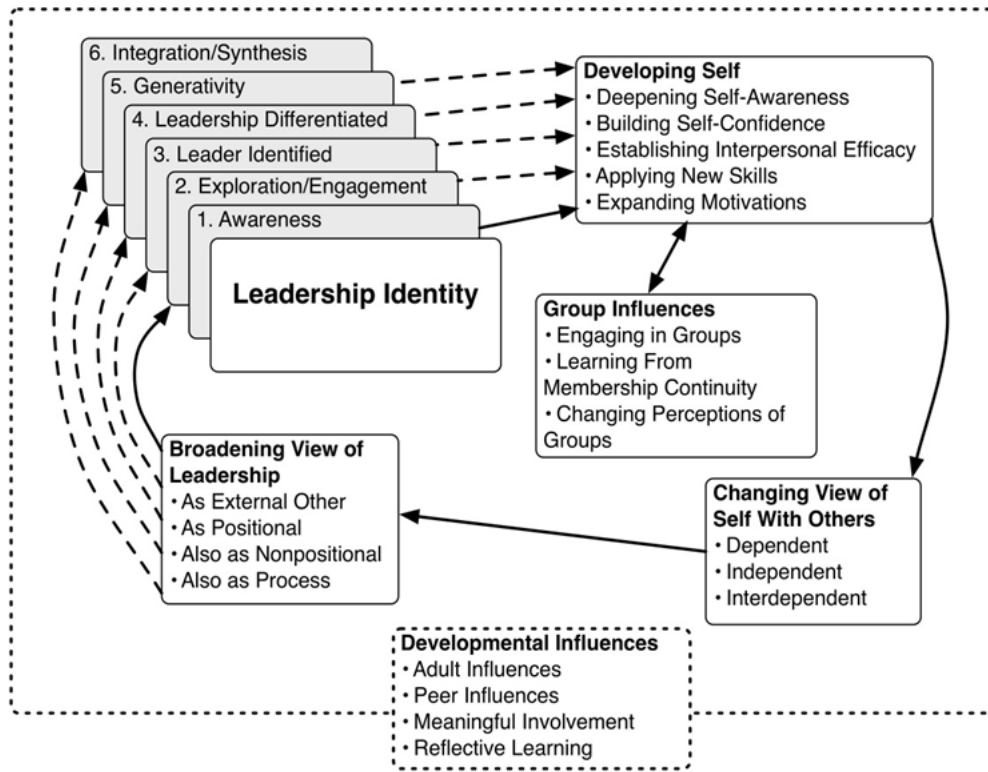 6. Integration/Synthesis
5. Generativity
4. Leadership Differentiated
3. Leader Identified
2. Exploration/Engagement
1. Awareness
Leadership Identity
Developing Self
• Deepening Self-Awareness
• Building Self-Confidence
• Establishing Interpersonal Efficacy
• Applying New Skills
• Expanding Motivations
Group Influences
• Engaging in Groups
• Learning From
Membership Continuity
• Changing Perceptions of
Groups
Broadening View of
Leadership
• As External Other
• As Positional
• Also as Nonpositional
• Also as Process
Changing View of
Self With Others
• Dependent
• Independent
• Interdependent
Developmental Influences
• Adult Influences
• Peer Influences
• Meaningful Involvement
• Reflective Learning